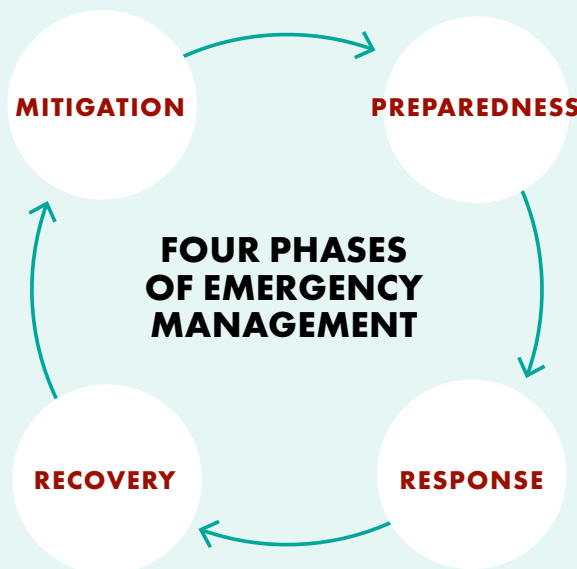 MITIGATION
PREPAREDNESS
FOUR PHASES
OF EMERGENCY
MANAGEMENT
RECOVERY
RESPONSE